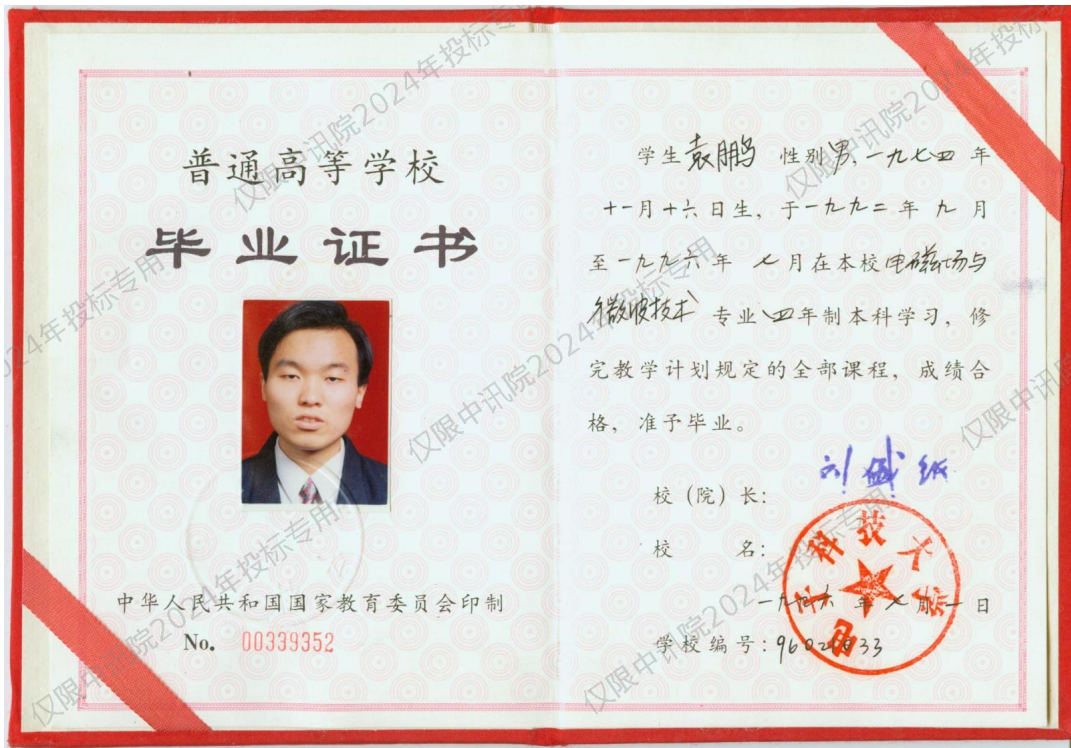 普通高等学校
毕业证书
中华人民共和国国家教育委员会印制
No. 00339352
学生袁鹏 性别男,一九七四年
十一月十六日生,于一九九二年九月
至一九九六年 七月在本校电磁场与
微波技术 专业四年制本科学习,修
完教学计划规定的全部课程,成绩合
格,准予毕业。
校(院)长: 刘盛纲
校 名:
电子科技大学
一九九六年七月一日
学校编号:96021033
仅限中讯院2024年投标专用